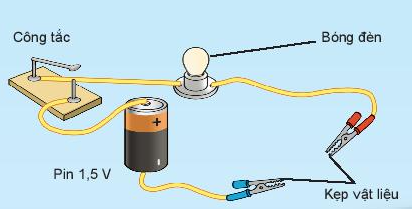 Công tắc
Bóng đèn
+
Pin 1,5 V
Kẹp vật liệu